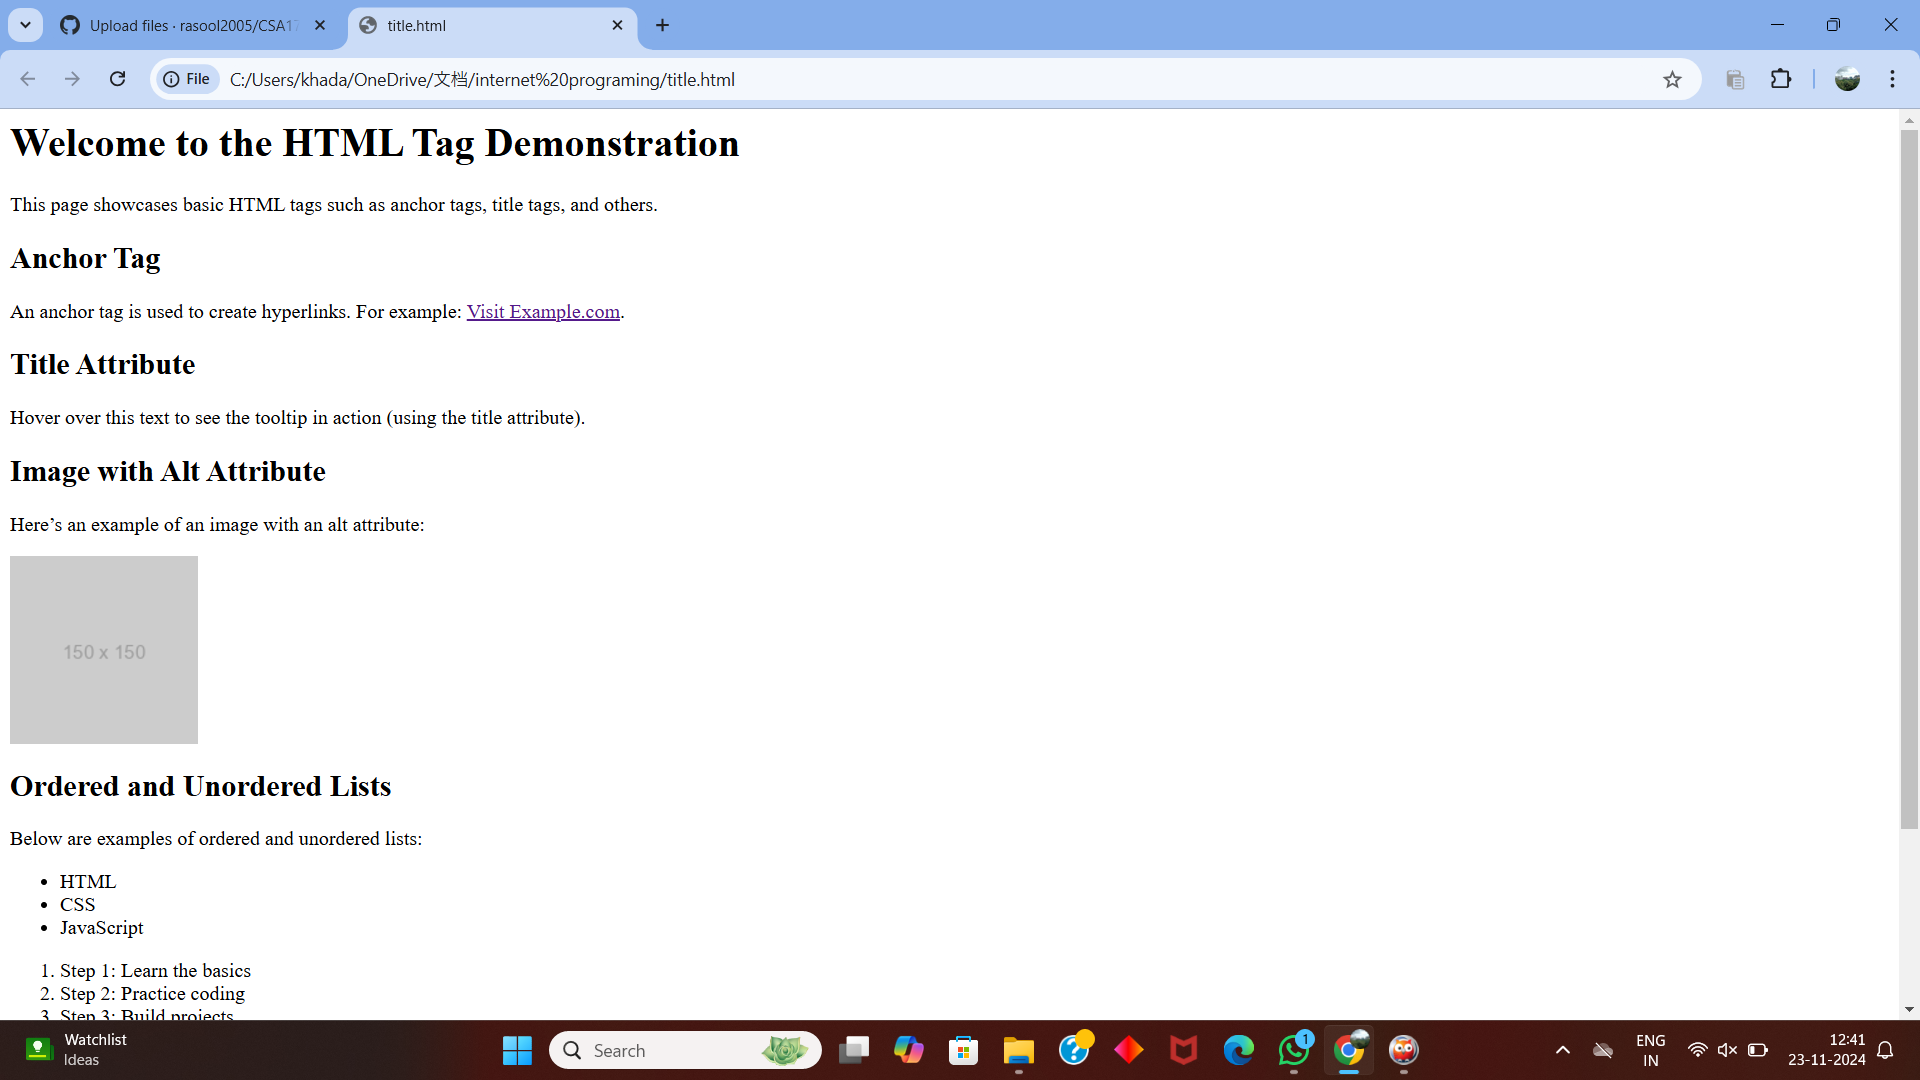 Upload files · rasool2005/CSA17
title.html
File
C:/Users/khada/OneDrive/文档/internet%20programing/title.html
Welcome to the HTML Tag Demonstration
This page showcases basic HTML tags such as anchor tags, title tags, and others.
Anchor Tag
An anchor tag is used to create hyperlinks. For example: Visit Example.com.
Title Attribute
Hover over this text to see the tooltip in action (using the title attribute).
Image with Alt Attribute
Here’s an example of an image with an alt attribute:
150 x 150
Ordered and Unordered Lists
Below are examples of ordered and unordered lists:
• HTML
• CSS
• JavaScript
1. Step 1: Learn the basics
2. Step 2: Practice coding
3. Step 3: Build projects
Watchlist
Ideas
Search
1
ENG
IN
12:41
23-11-2024